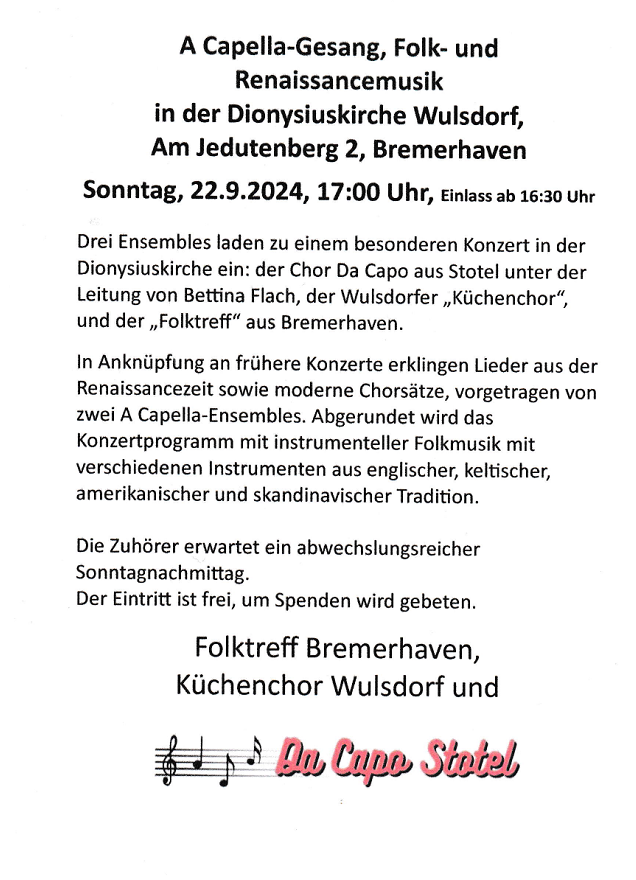 A Capella-Gesang, Folk- und
Renaissancemusik
in der Dionysiuskirche Wulsdorf,
Am Jedutenberg 2, Bremerhaven
Sonntag, 22.9.2024, 17:00 Uhr, Einlass ab 16:30 Uhr
Drei Ensembles laden zu einem besonderen Konzert in der
Dionysiuskirche ein: der Chor Da Capo aus Stotel unter der
Leitung von Bettina Flach, der Wulsdorfer „Küchenchor“,
und der „Folktreff“ aus Bremerhaven.
In Anknüpfung an frühere Konzerte erklingen Lieder aus der
Renaissancezeit sowie moderne Chorsätze, vorgetragen von
zwei A Capella-Ensembles. Abgerundet wird das
Konzertprogramm mit instrumenteller Folkmusik mit
verschiedenen Instrumenten aus englischer, keltischer,
amerikanischer und skandinavischer Tradition.
Die Zuhörer erwartet ein abwechslungsreicher
Sonntagnachmittag.
Der Eintritt ist frei, um Spenden wird gebeten.
Folktreff Bremerhaven,
Küchenchor Wulsdorf und
Da Capo Stotel